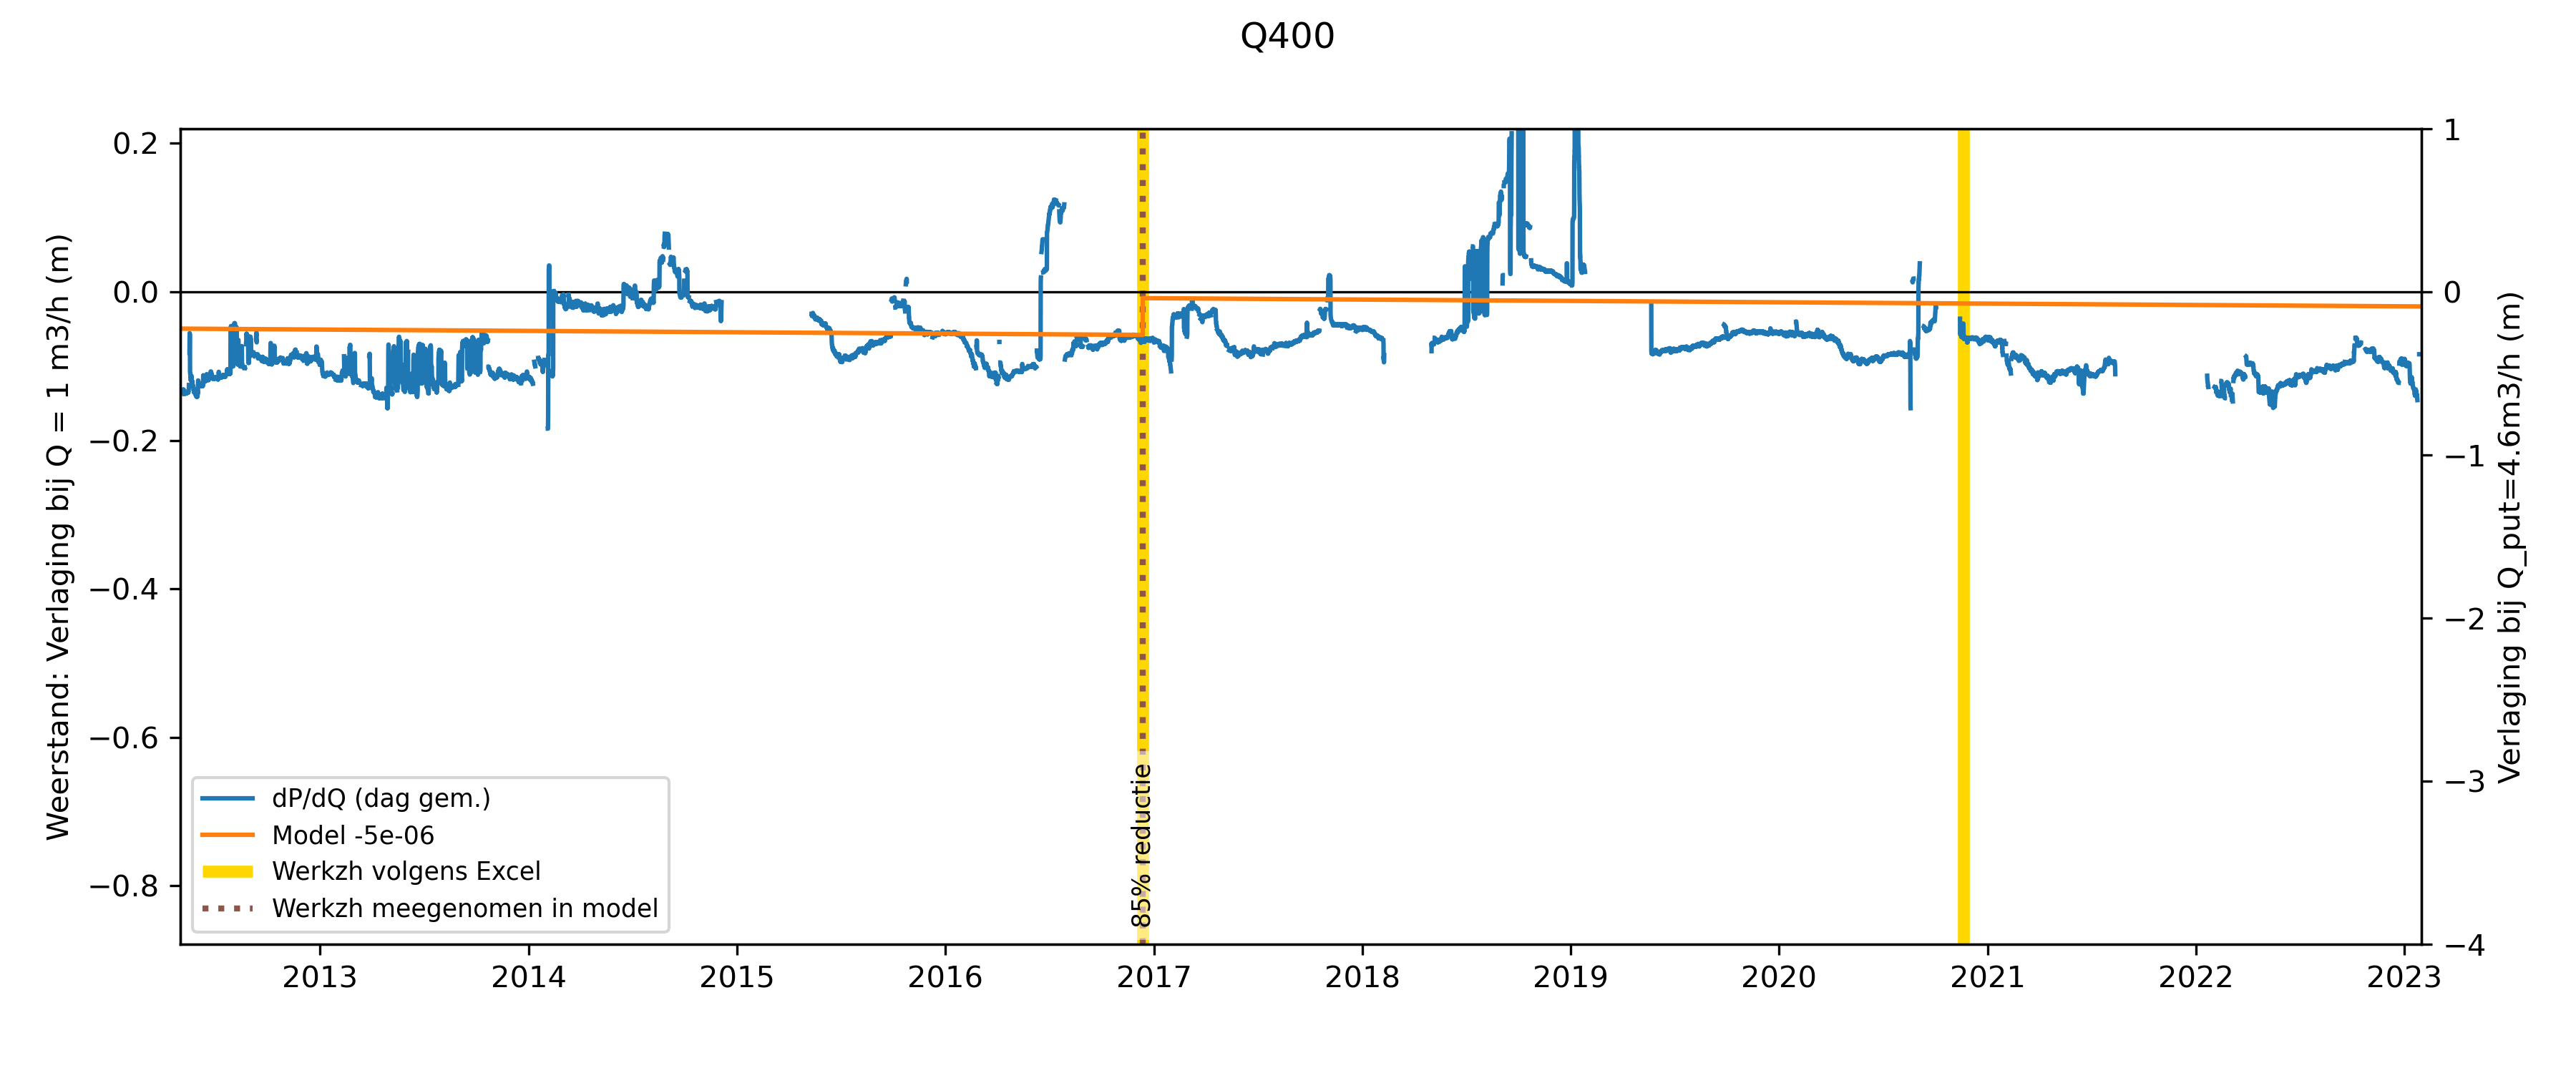 Q400
Weerstand: Verlaging bij Q = 1 m3/h (m)
0.2
0.0
−0.2
−0.4
−0.6
−0.8
1
0
−1
−2
−3
−4
Verlaging bij Q_put=4.6m3/h (m)
85% reductie
dP/dQ (dag gem.)
Model -5e-06
Werkzh volgens Excel
Werkzh meegenomen in model
2013 2014 2015 2016 2017 2018 2019 2020 2021 2022 2023